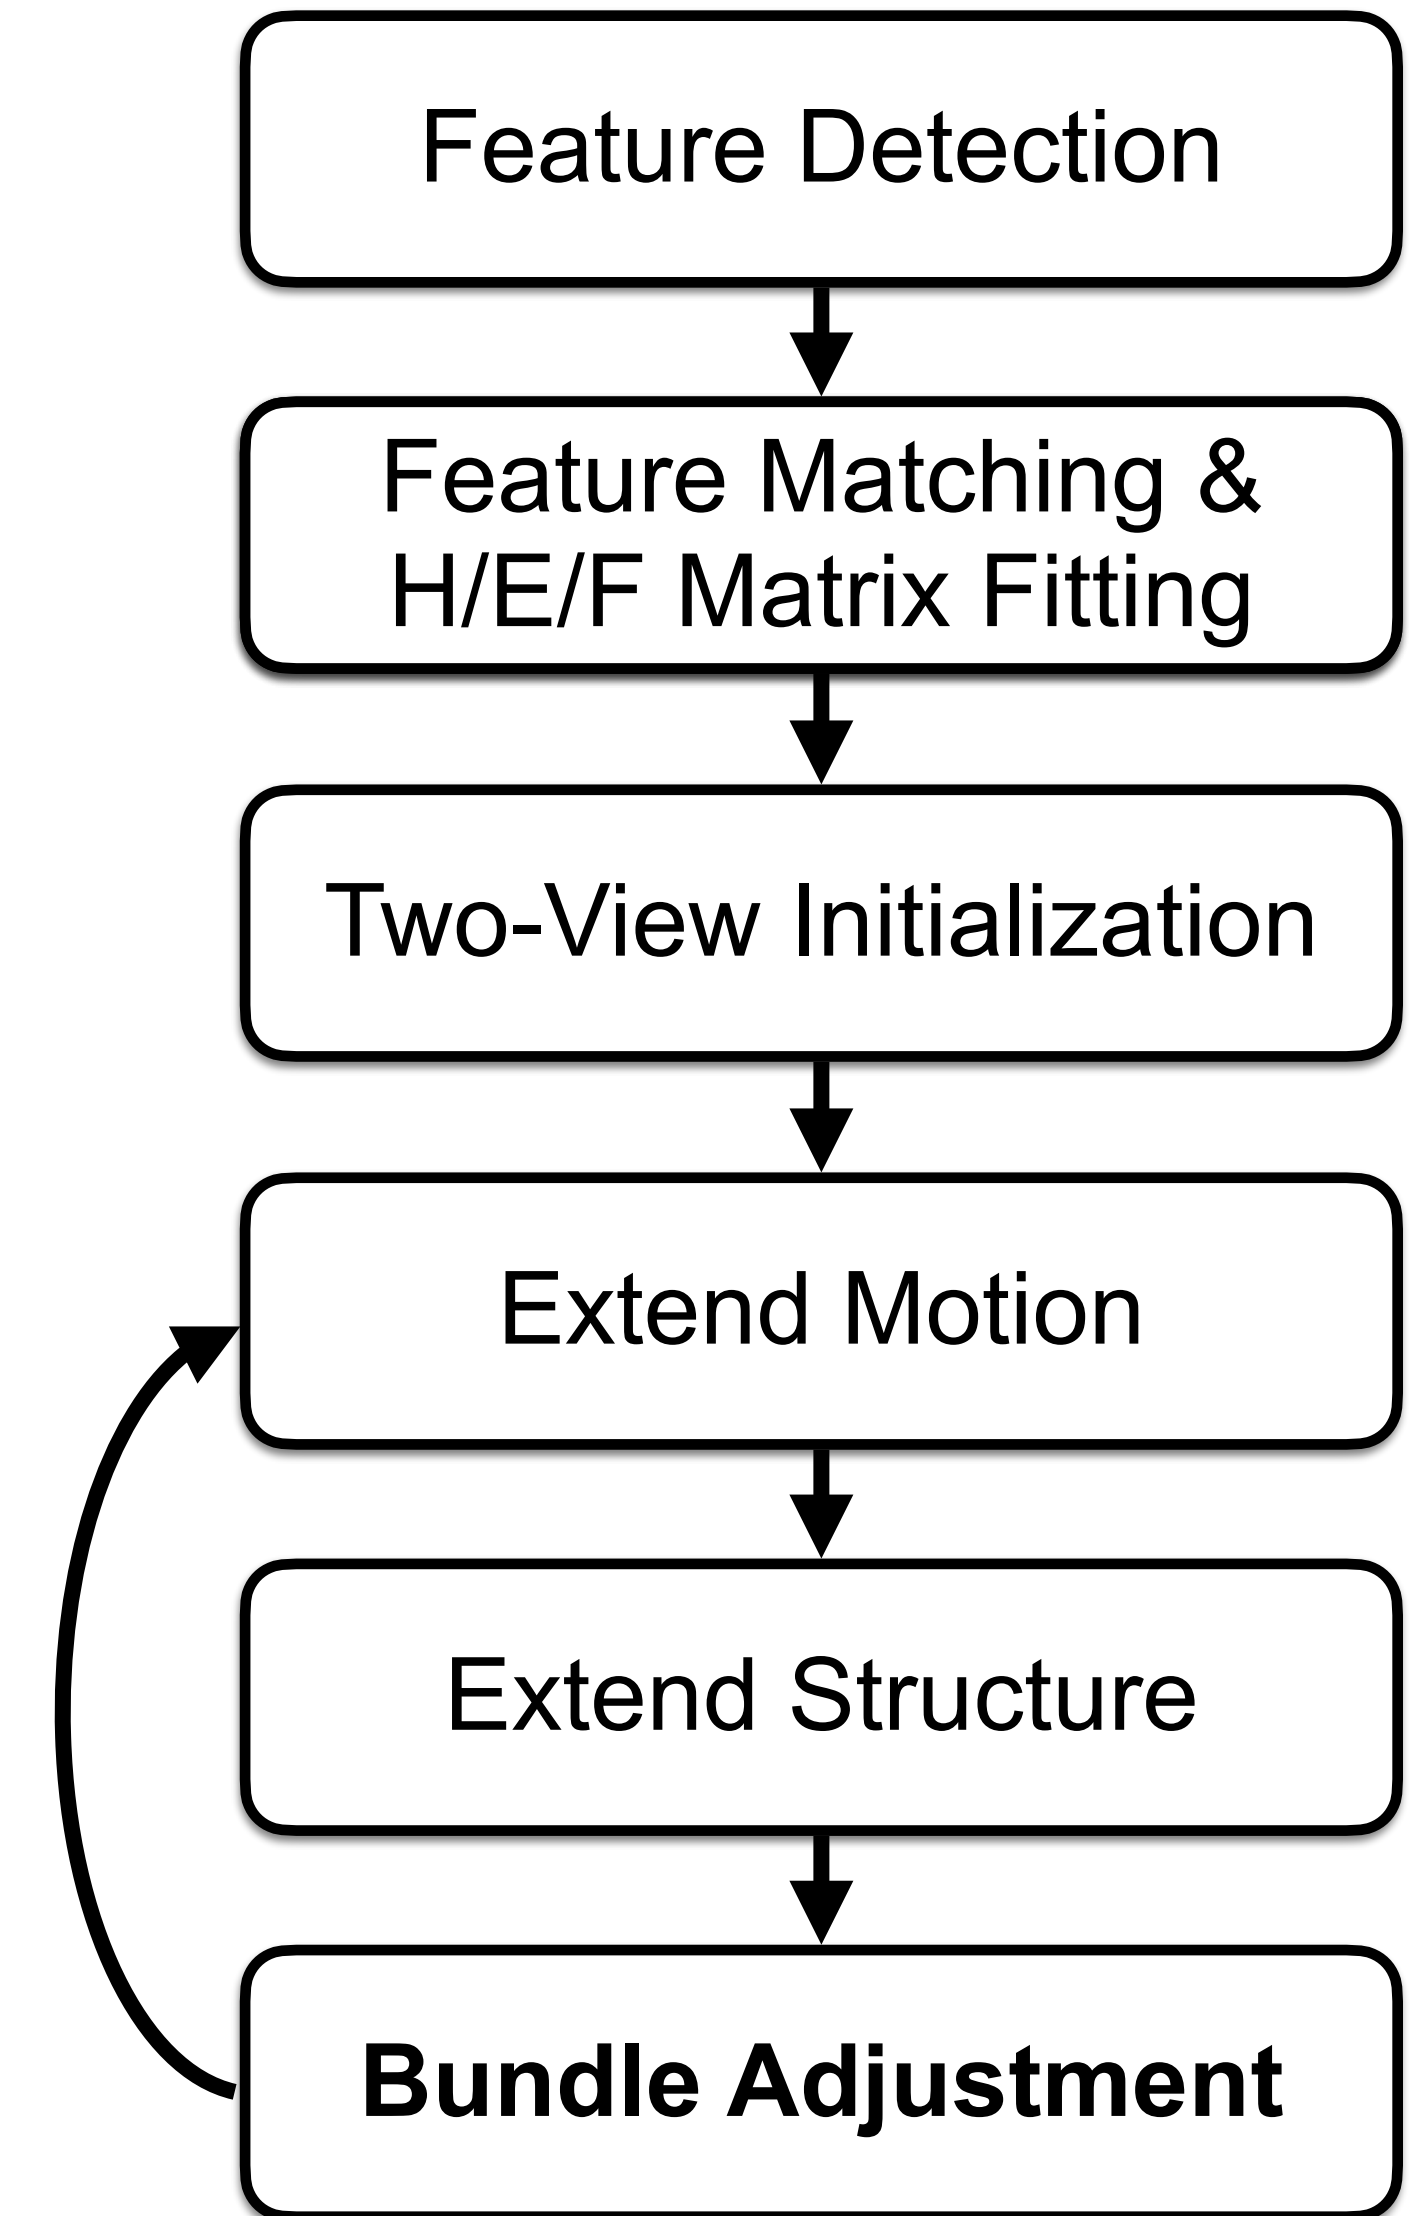 Feature Detection
Feature Matching &
H/E/F Matrix Fitting
Two-View Initialization
Extend Motion
Extend Structure
Bundle Adjustment